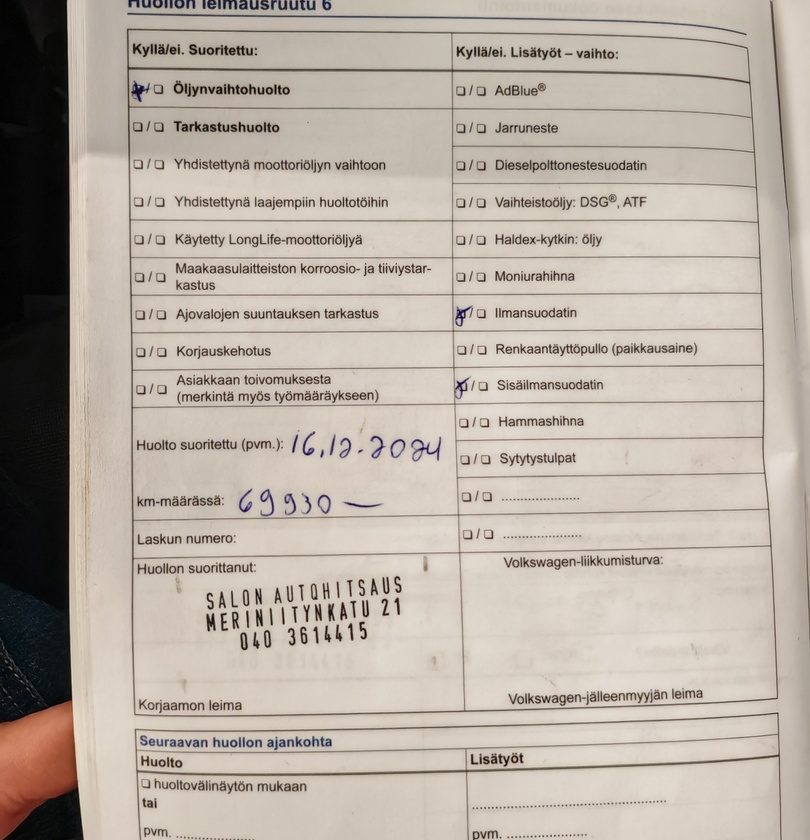 Huollon leimausruutu 6
Kyllä/ei. Suoritettu:
☒/❑ Öljynvaihtohuolto
❑/❑ Tarkastushuolto
❑/❑ Yhdistettynä moottoriöljyn vaihtoon
❑/❑ Yhdistettynä laajempiin huoltotöihin
❑/❑ Käytetty LongLife-moottoriöljyä
❑/❑ Maakaasulaitteiston korroosio- ja tiiviystar-
kastus
❑/❑ Ajovalojen suuntauksen tarkastus
❑/❑ Korjauskehotus
❑/❑ Asiakkaan toivomuksesta
(merkintä myös työmääräykseen)
Huolto suoritettu (pvm.): 16.12.2024
km-määrässä: 69930 —
Laskun numero:
Huollon suorittanut:
SALON AUTOHITSAUS
MERINIITYNKATU 21
040 3614415
Korjaamon leima
Kyllä/ei. Lisätyöt – vaihto:
❑/❑ AdBlue®
❑/❑ Jarruneste
❑/❑ Dieselpolttonestesuodatin
❑/❑ Vaihteistoöljy: DSG®, ATF
❑/❑ Haldex-kytkin: öljy
❑/❑ Moniurahihna
☒/❑ Ilmansuodatin
❑/❑ Renkaantäyttöpullo (paikkausaine)
☒/❑ Sisäilmansuodatin
❑/❑ Hammashihna
❑/❑ Sytytystulpat
❑/❑ ....................
❑/❑ ....................
Volkswagen-liikkumisturva:
Volkswagen-jälleenmyyjän leima
Seuraavan huollon ajankohta
Huolto
❑ huoltovälinäytön mukaan
tai
pvm. ....................
Lisätyöt
..................................................
pvm. ....................